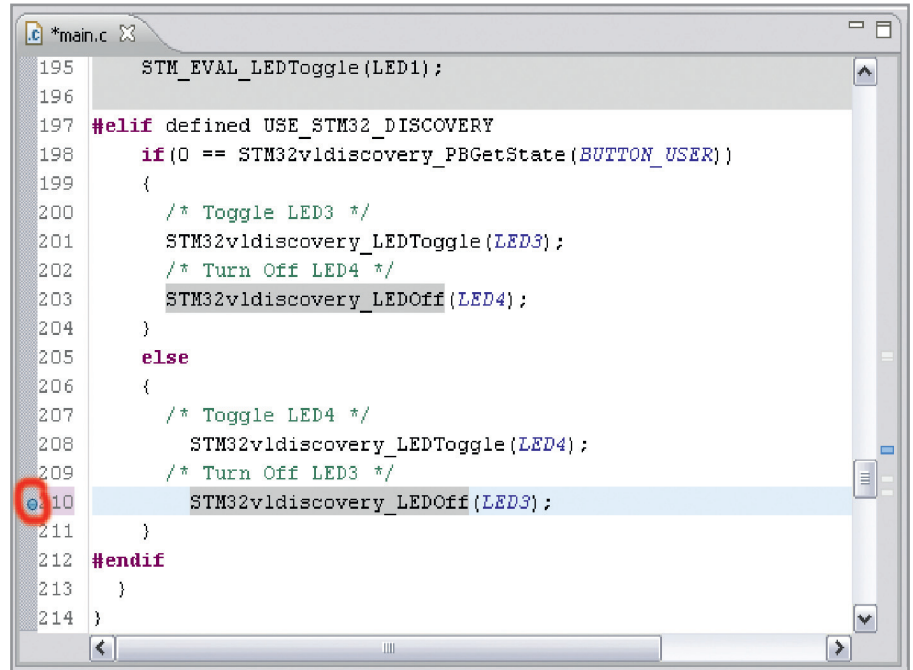 *main.c
195 STM_EVAL_LEDToggle(LED1);
196
197 #elif defined USE_STM32_DISCOVERY
198 if(0 == STM32vldiscovery_PBGetState(BUTTON_USER))
199 {
200 /* Toggle LED3 */
201 STM32vldiscovery_LEDToggle(LED3);
202 /* Turn Off LED4 */
203 STM32vldiscovery_LEDOff(LED4);
204 }
205 else
206 {
207 /* Toggle LED4 */
208 STM32vldiscovery_LEDToggle(LED4);
209 /* Turn Off LED3 */
210 STM32vldiscovery_LEDOff(LED3);
211 }
212 #endif
213 }
214 }